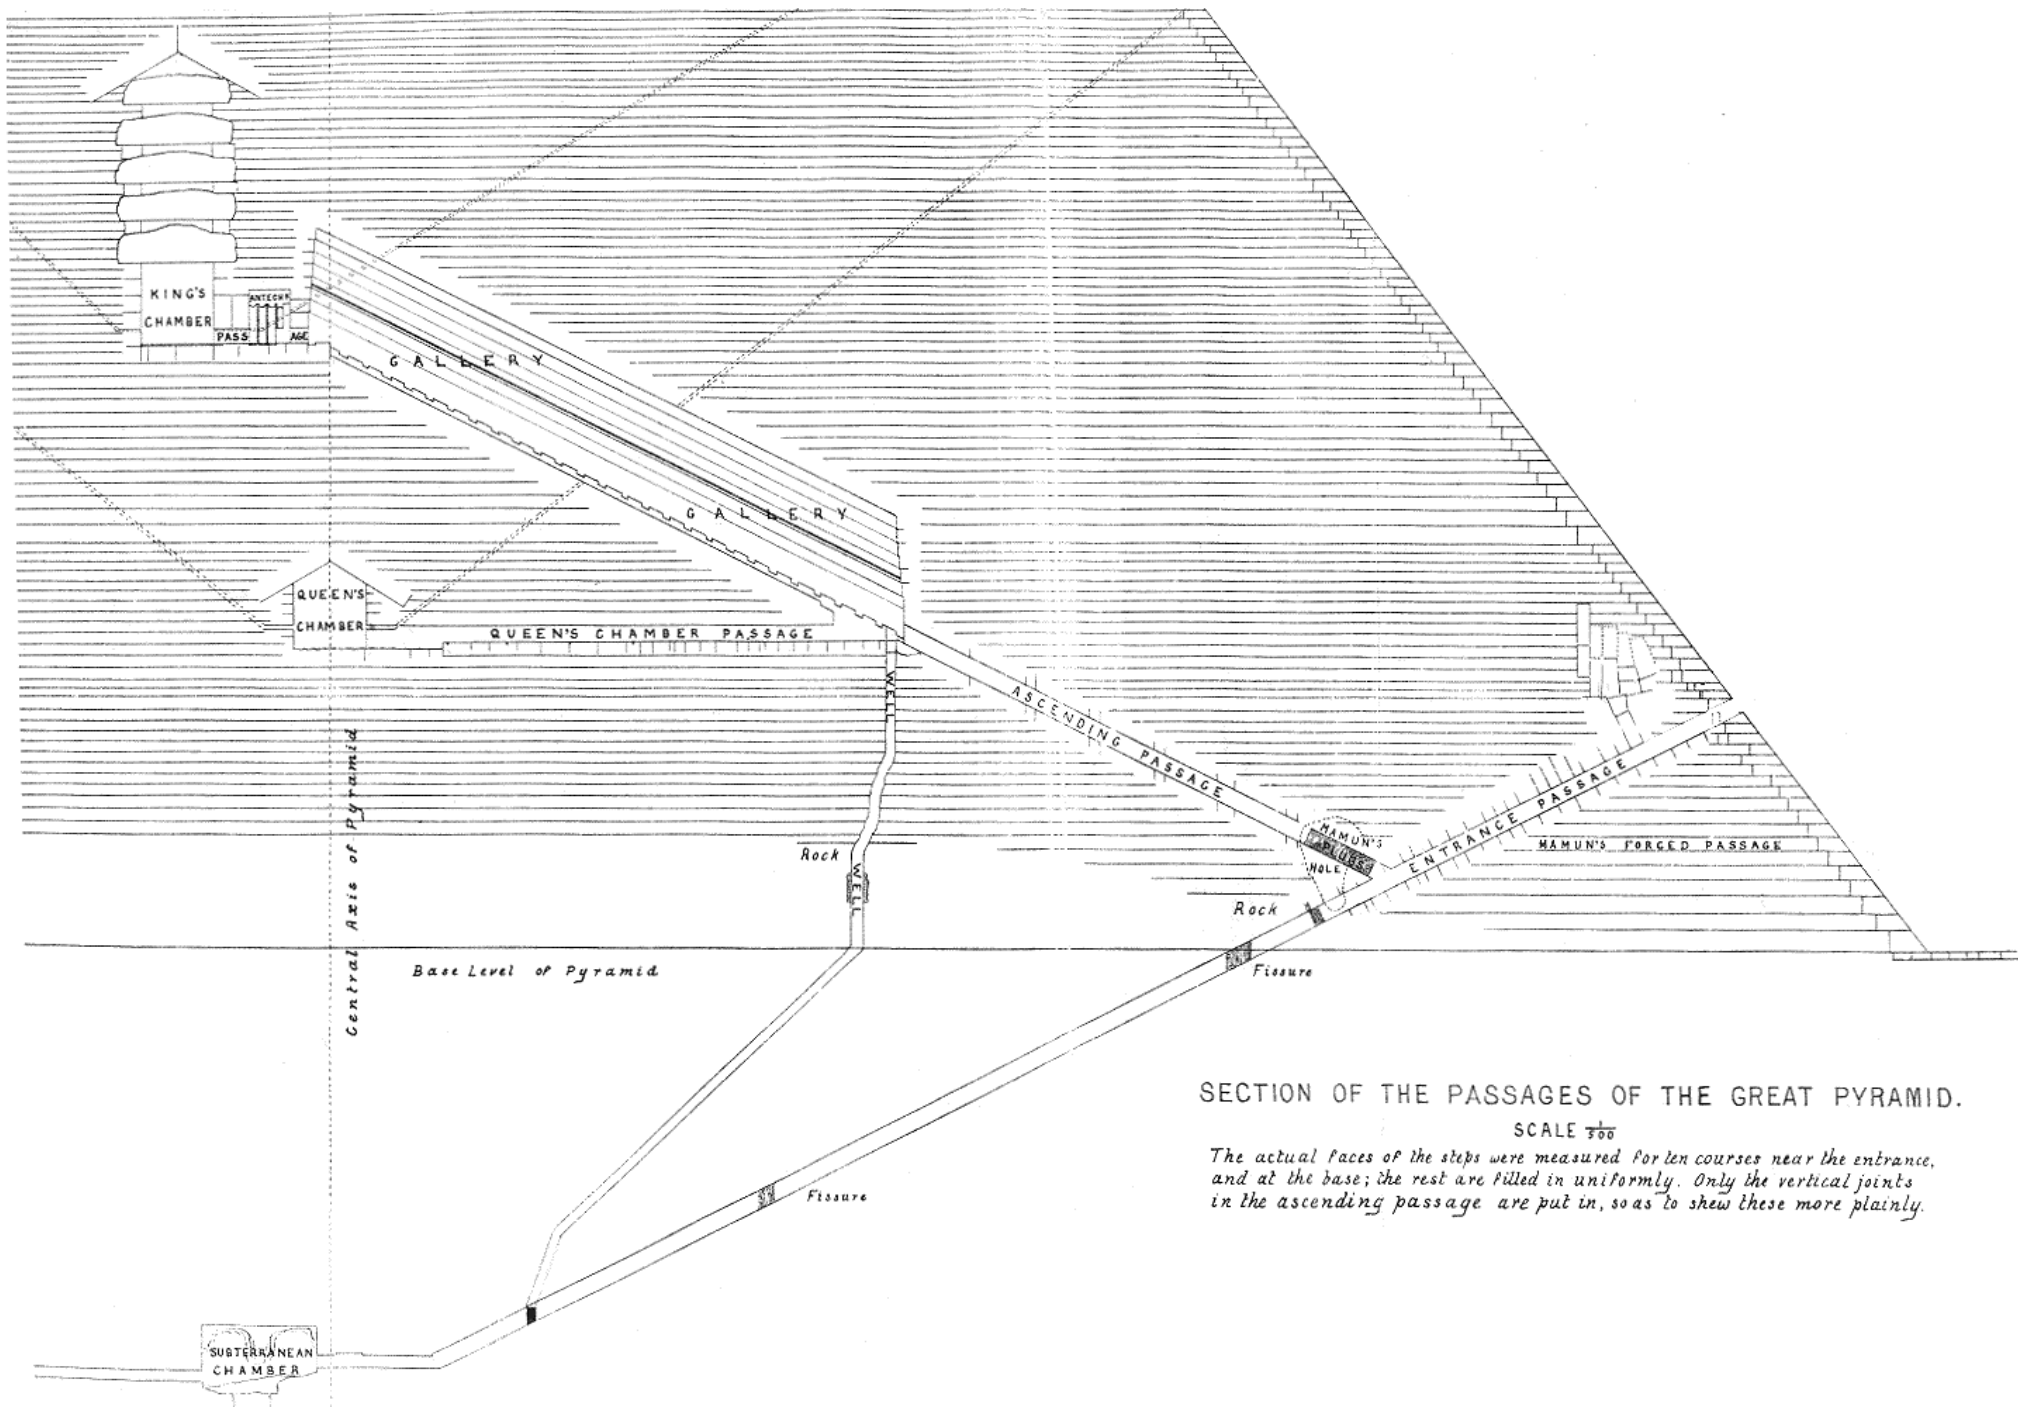 KING'S
CHAMBER
ANTECHR
PASS AGE
GALLERY
GALLERY
QUEEN'S
CHAMBER
QUEEN'S CHAMBER PASSAGE
WELL
ASCENDING PASSAGE
Central Axis of Pyramid
MAMUN'S
PLUGS
HOLE
ENTRANCE PASSAGE
MAMUN'S FORCED PASSAGE
Rock
WELL
Rock
Base Level of Pyramid
Fissure
Fissure
SUBTERRANEAN
CHAMBER
SECTION OF THE PASSAGES OF THE GREAT PYRAMID.
SCALE 1/500
The actual faces of the steps were measured for ten courses near the entrance,
and at the base; the rest are filled in uniformly. Only the vertical joints
in the ascending passage are put in, so as to shew these more plainly.